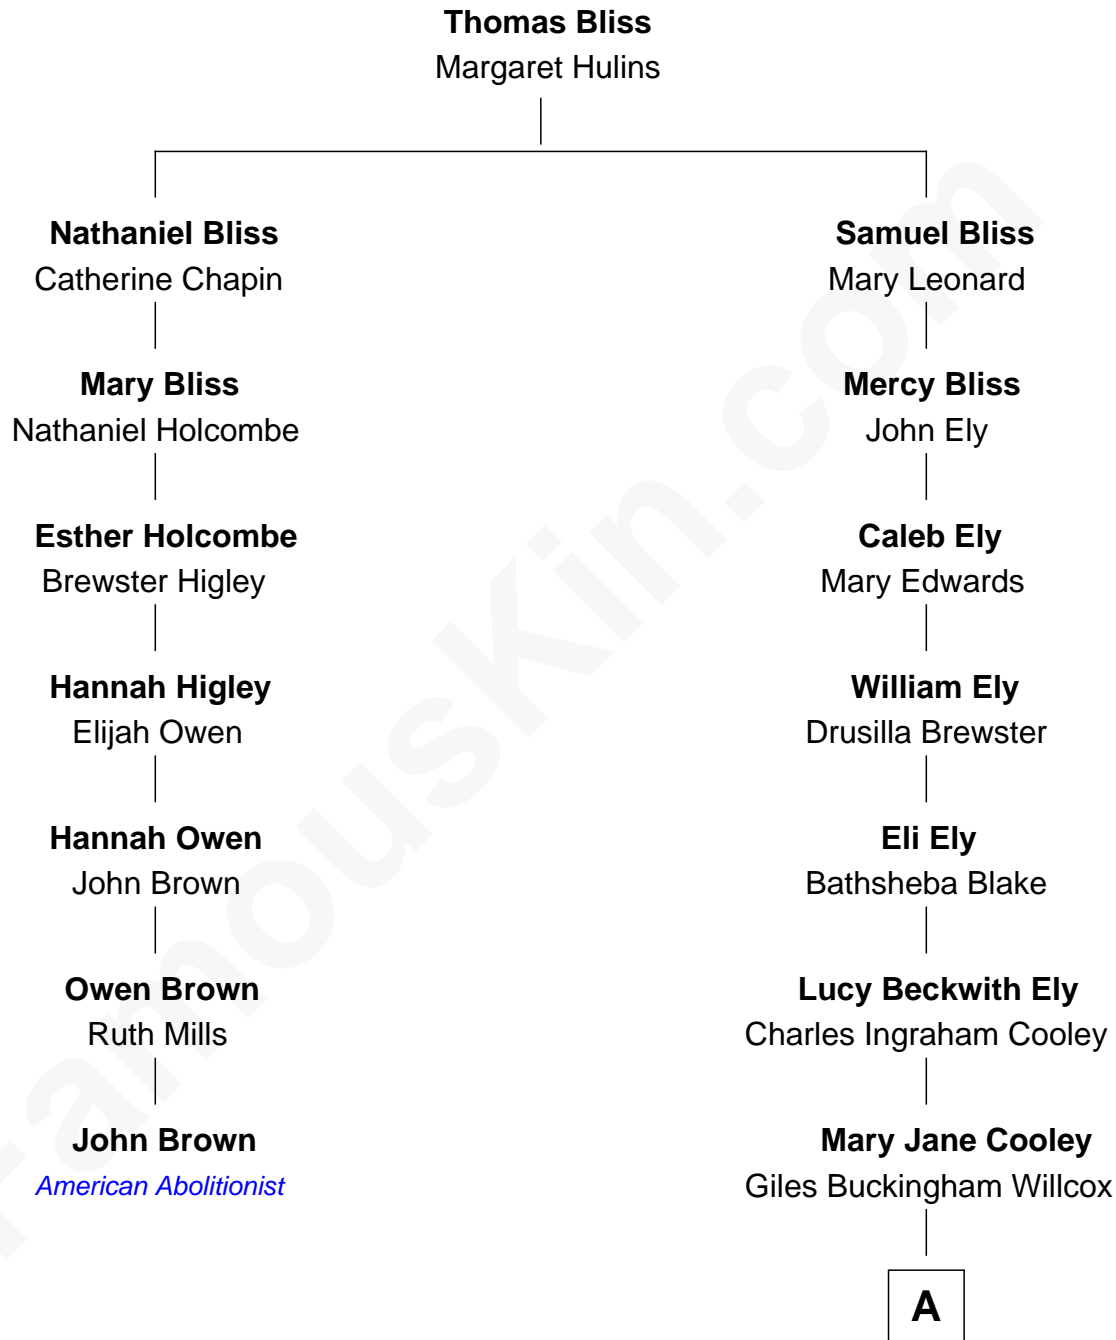 Thomas Bliss
Margaret Hulins
Nathaniel Bliss
Catherine Chapin
Samuel Bliss
Mary Leonard
Mary Bliss
Nathaniel Holcombe
Mercy Bliss
John Ely
Esther Holcombe
Brewster Higley
Caleb Ely
Mary Edwards
Hannah Higley
Elijah Owen
William Ely
Drusilla Brewster
Hannah Owen
John Brown
Eli Ely
Bathsheba Blake
Owen Brown
Ruth Mills
Lucy Beckwith Ely
Charles Ingraham Cooley
John Brown
American Abolitionist
Mary Jane Cooley
Giles Buckingham Willcox
A
FamousKin.com